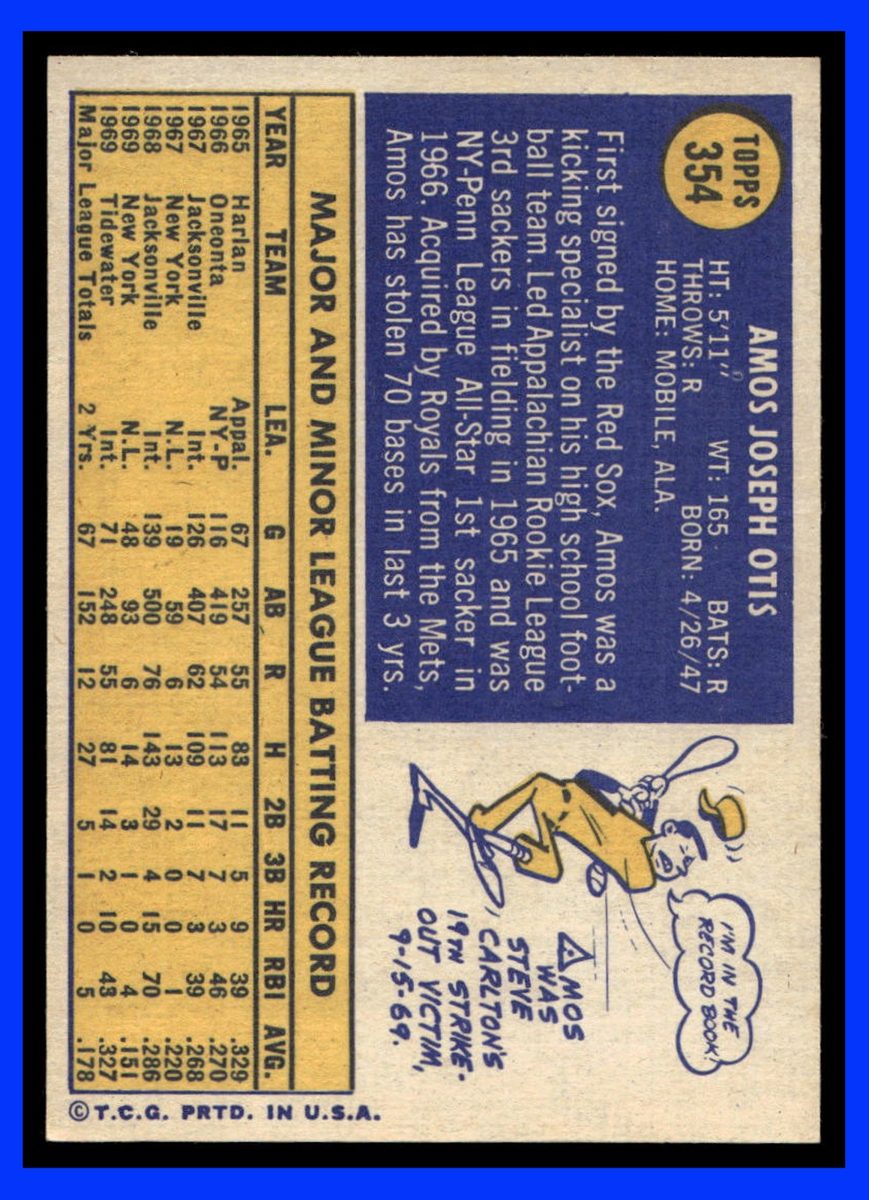 TOPPS
354
AMOS JOSEPH OTIS
HT: 5'11" WT: 165 BATS: R
THROWS: R BORN: 4/26/47
HOME: MOBILE, ALA.
First signed by the Red Sox, Amos was a
kicking specialist on his high school foot-
ball team. Led Appalachian Rookie League
3rd sackers in fielding in 1965 and was
NY-Penn League All-Star 1st sacker in
1966. Acquired by Royals from the Mets,
Amos has stolen 70 bases in last 3 yrs.
I'M IN THE
RECORD BOOK!
AMOS
WAS
STEVE
CARLTON'S
19TH STRIKE-
OUT VICTIM,
9-15-69.
MAJOR AND MINOR LEAGUE BATTING RECORD
YEAR TEAM LEA. G AB R H 2B 3B HR RBI AVG.
1965 Harlan Appal. 67 257 55 83 11 5 9 39 .329
1966 Oneonta NY-P 116 419 54 113 17 7 3 46 .270
1967 Jacksonville Int. 126 407 62 109 11 7 3 39 .268
1967 New York N.L. 19 59 6 13 2 0 0 1 .220
1968 Jacksonville Int. 139 500 76 143 29 4 15 70 .286
1969 New York N.L. 48 93 6 14 3 1 0 4 .151
1969 Tidewater Int. 71 248 55 81 14 2 10 43 .327
Major League Totals 2 Yrs. 67 152 12 27 5 1 0 5 .178
©T.C.G. PRTD. IN U.S.A.